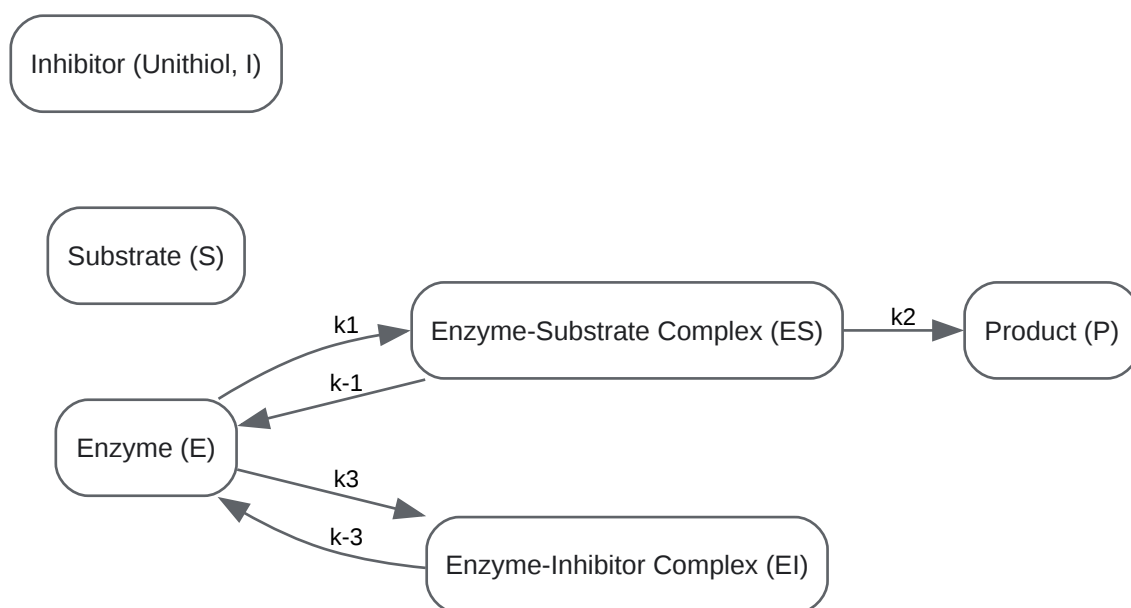 Inhibitor (Unithiol, I)
Substrate (S)
k1
Enzyme-Substrate Complex (ES)
k2
Product (P)
k-1
Enzyme (E)
k3
k-3
Enzyme-Inhibitor Complex (EI)